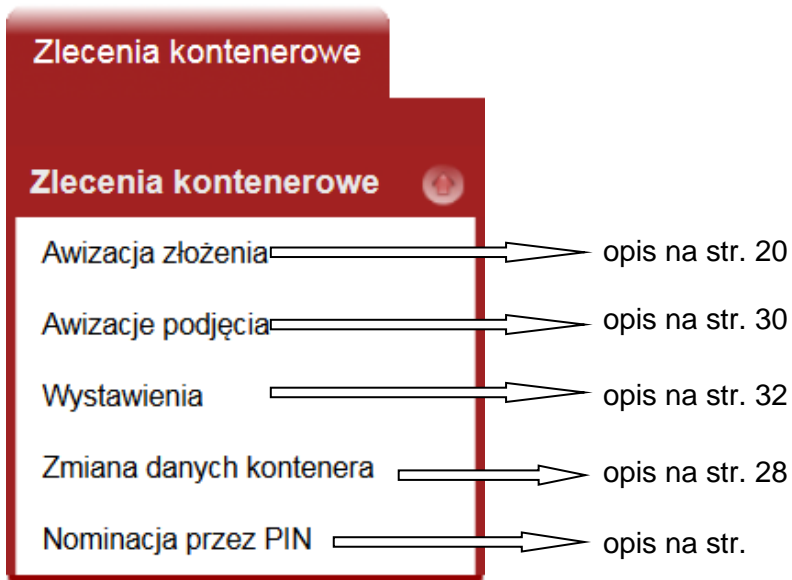 Zlecenia kontenerowe
Zlecenia kontenerowe
Awizacja złożenia opis na str. 20
Awizacje podjęcia opis na str. 30
Wystawienia opis na str. 32
Zmiana danych kontenera opis na str. 28
Nominacja przez PIN opis na str.